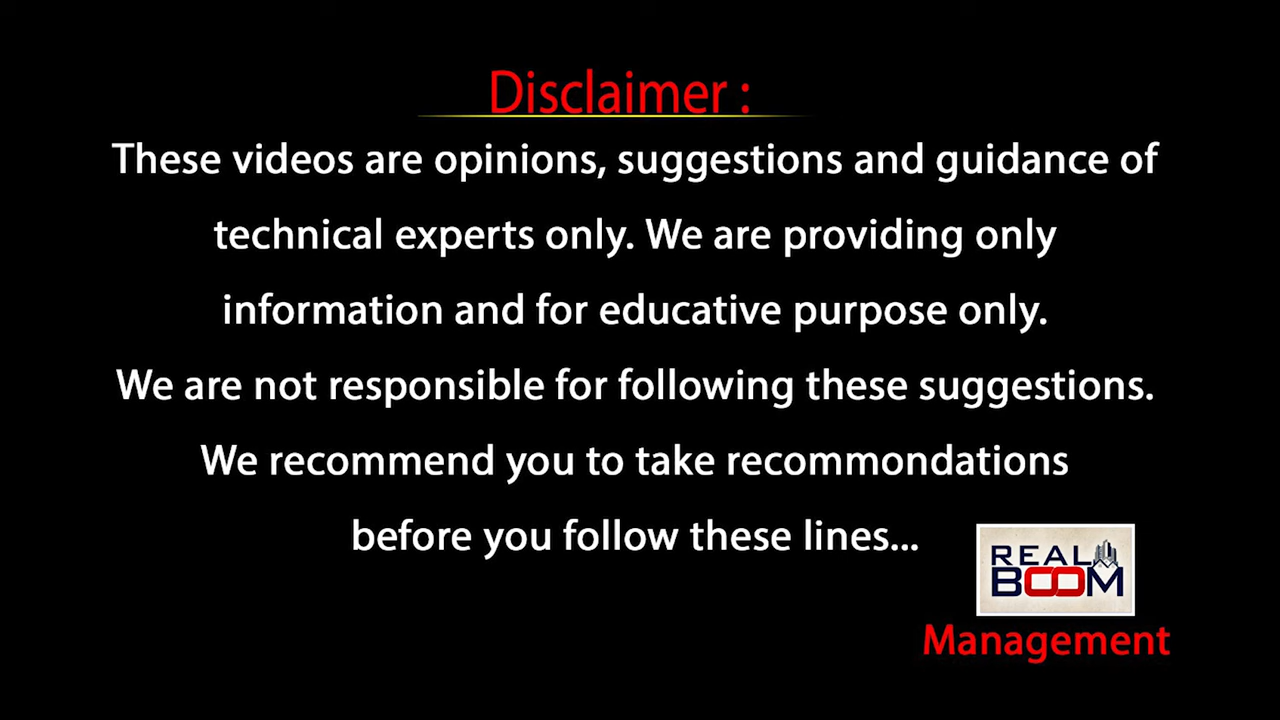 Disclaimer :
These videos are opinions, suggestions and guidance of
technical experts only. We are providing only
information and for educative purpose only.
We are not responsible for following these suggestions.
We recommend you to take recommondations
before you follow these lines...
REAL
BOOM
Management